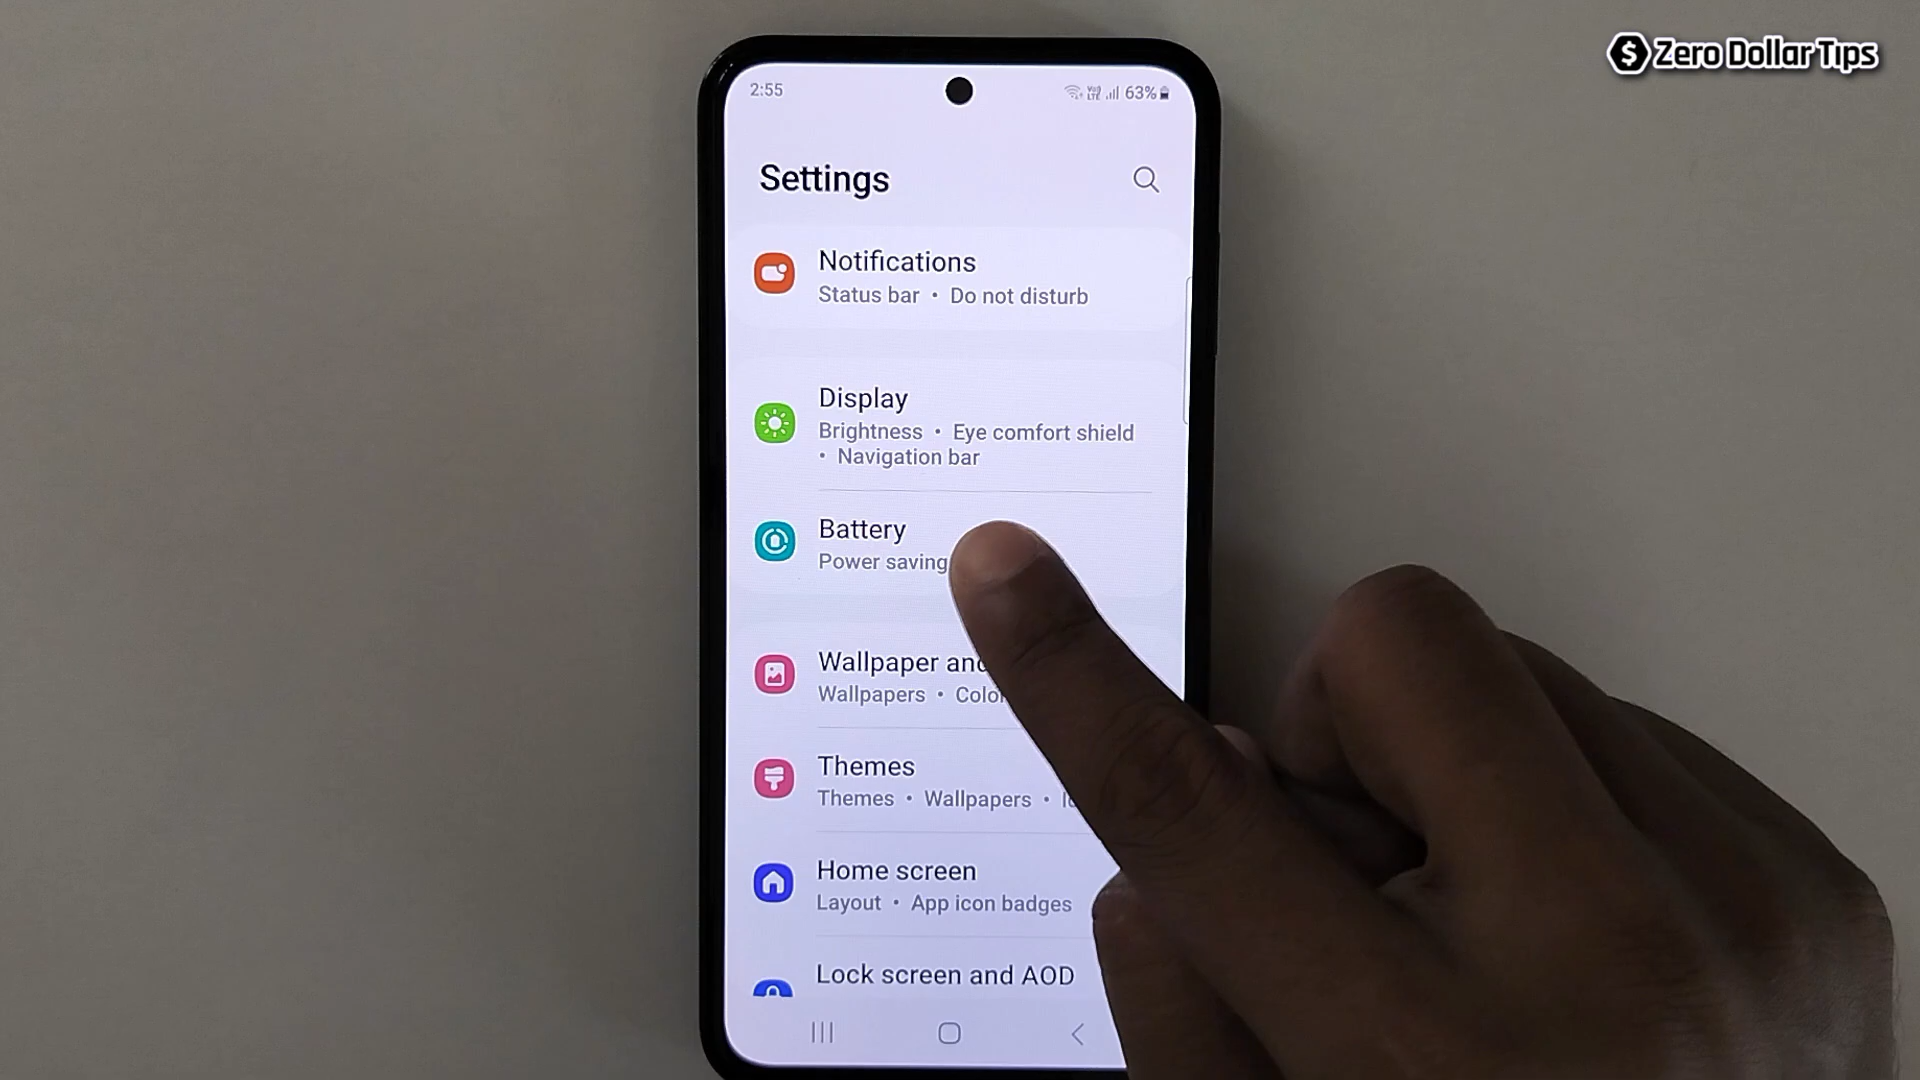 Zero Dollar Tips
2:55
63%
Settings
Notifications
Status bar • Do not disturb
Display
Brightness • Eye comfort shield
• Navigation bar
Battery
Power saving
Wallpaper and
Wallpapers • Color
Themes
Themes • Wallpapers •
Home screen
Layout • App icon badges
Lock screen and AOD